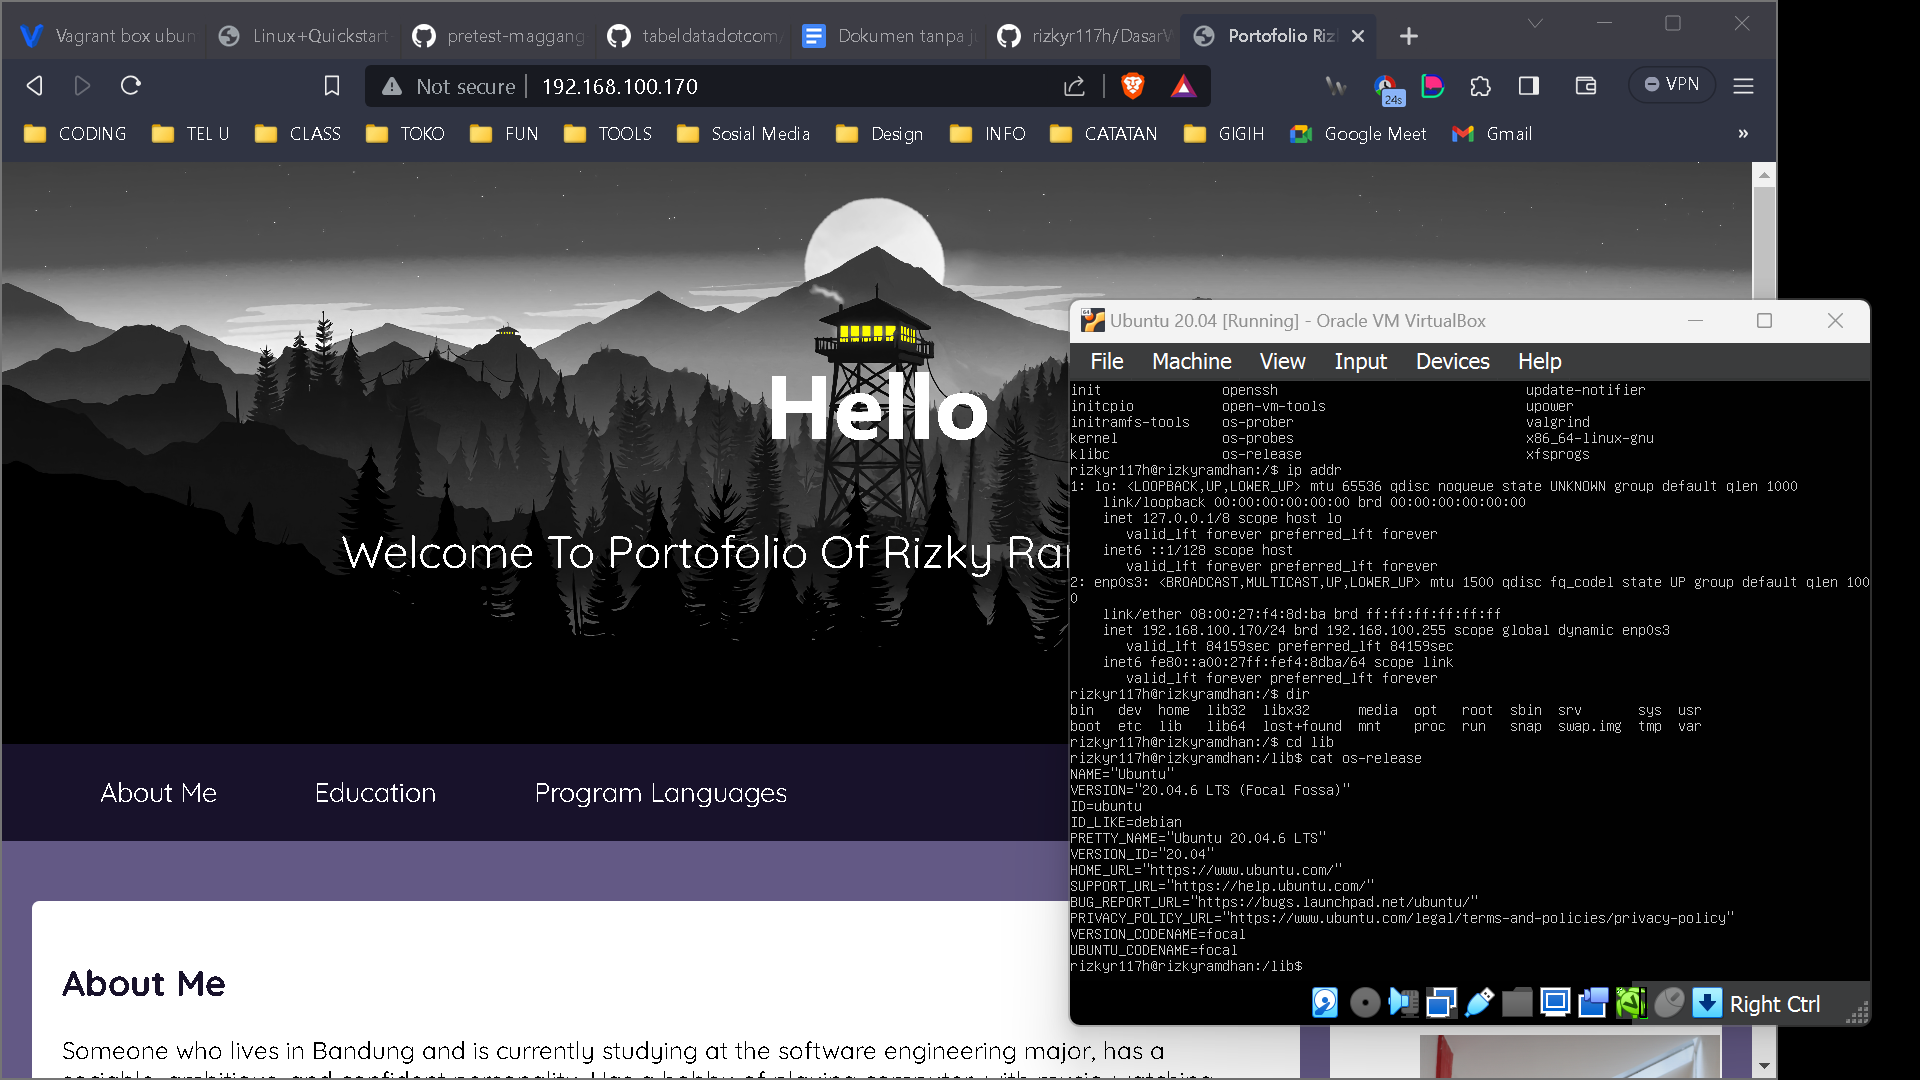 Vagrant box ubun
Linux+Quickstart
pretest-maggang
tabeldatadotcom/
Dokumen tanpa ju
rizkyr117h/DasarW
Portofolio Riz
Not secure
192.168.100.170
24s
VPN
CODING
TEL U
CLASS
TOKO
FUN
TOOLS
Sosial Media
Design
INFO
CATATAN
GIGIH
Google Meet
Gmail
»
Hello
Welcome To Portofolio Of Rizky Ra
About Me
Education
Program Languages
About Me
Someone who lives in Bandung and is currently studying at the software engineering major, has a
Ubuntu 20.04 [Running] - Oracle VM VirtualBox
File Machine View Input Devices Help
init openssh update-notifier
initcpio open-vm-tools upower
initramfs-tools os-prober valgrind
kernel os-probes x86_64-linux-gnu
klibc os-release xfsprogs
rizkyr117h@rizkyramdhan:/$ ip addr
1: lo: <LOOPBACK,UP,LOWER_UP> mtu 65536 qdisc noqueue state UNKNOWN group default qlen 1000
link/loopback 00:00:00:00:00:00 brd 00:00:00:00:00:00
inet 127.0.0.1/8 scope host lo
valid_lft forever preferred_lft forever
inet6 ::1/128 scope host
valid_lft forever preferred_lft forever
2: enp0s3: <BROADCAST,MULTICAST,UP,LOWER_UP> mtu 1500 qdisc fq_codel state UP group default qlen 100
0
link/ether 08:00:27:f4:8d:ba brd ff:ff:ff:ff:ff:ff
inet 192.168.100.170/24 brd 192.168.100.255 scope global dynamic enp0s3
valid_lft 84159sec preferred_lft 84159sec
inet6 fe80::a00:27ff:fef4:8dba/64 scope link
valid_lft forever preferred_lft forever
rizkyr117h@rizkyramdhan:/$ dir
bin dev home lib32 libx32 media opt root sbin srv sys usr
boot etc lib lib64 lost+found mnt proc run snap swap.img tmp var
rizkyr117h@rizkyramdhan:/$ cd lib
rizkyr117h@rizkyramdhan:/lib$ cat os-release
NAME="Ubuntu"
VERSION="20.04.6 LTS (Focal Fossa)"
ID=ubuntu
ID_LIKE=debian
PRETTY_NAME="Ubuntu 20.04.6 LTS"
VERSION_ID="20.04"
HOME_URL="https://www.ubuntu.com/"
SUPPORT_URL="https://help.ubuntu.com/"
BUG_REPORT_URL="https://bugs.launchpad.net/ubuntu/"
PRIVACY_POLICY_URL="https://www.ubuntu.com/legal/terms-and-policies/privacy-policy"
VERSION_CODENAME=focal
UBUNTU_CODENAME=focal
rizkyr117h@rizkyramdhan:/lib$
Right Ctrl